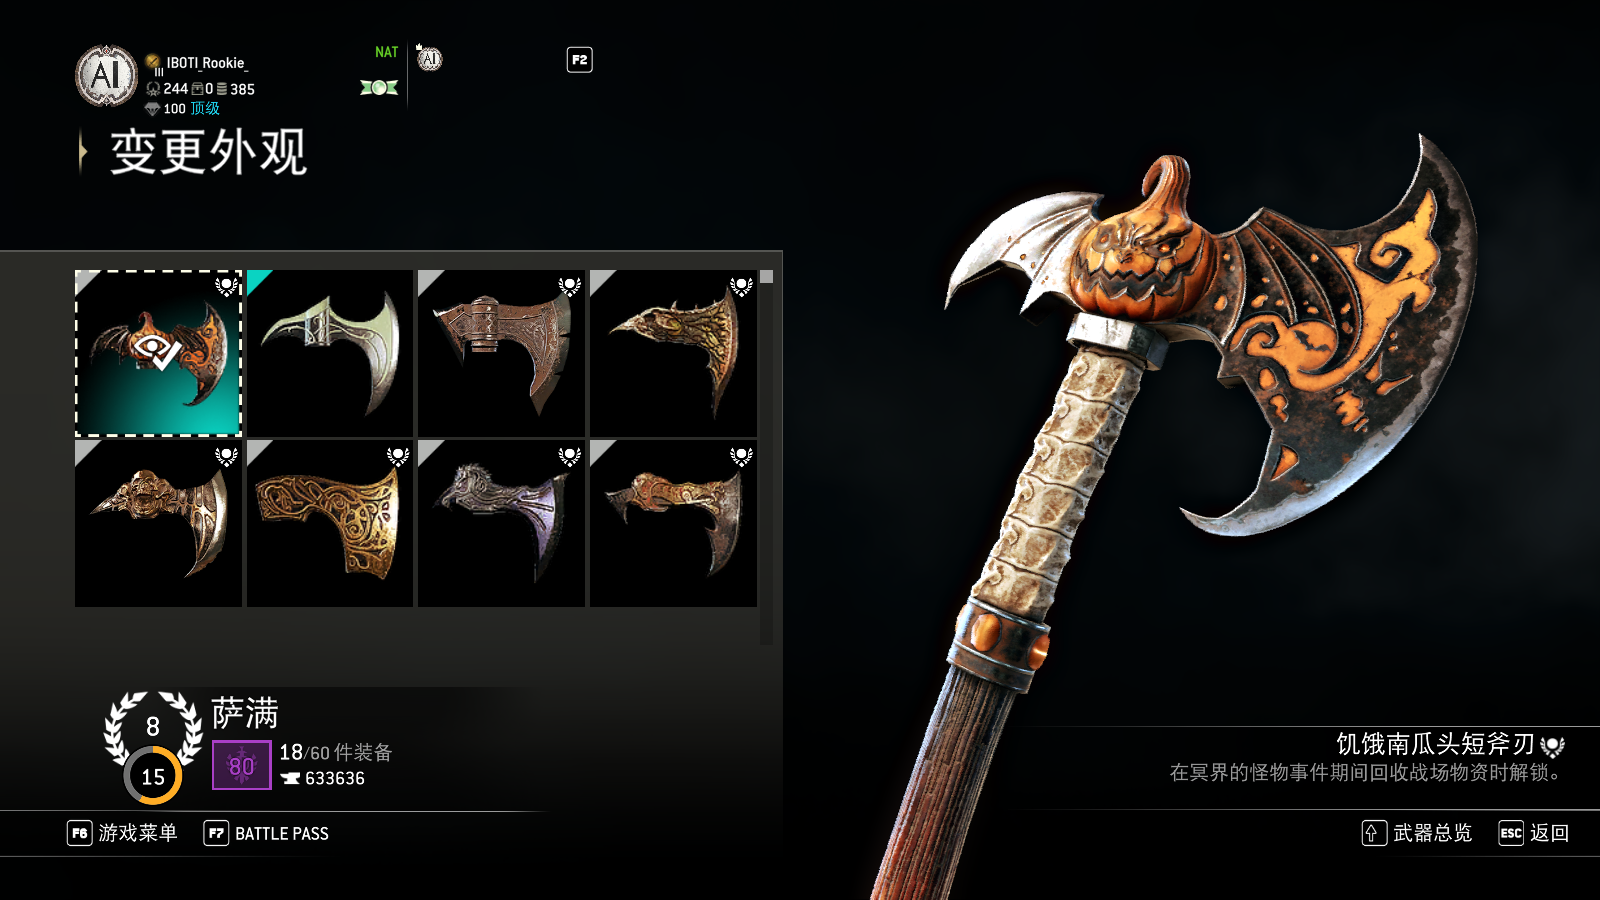 AI
IBOTI_Rookie_
III
244 0 385
100 顶级
NAT
AI
F2
变更外观
8
15
萨满
80
18/60 件装备
633636
饥饿南瓜头短斧刃
在冥界的怪物事件期间回收战场物资时解锁。
F6 游戏菜单
F7 BATTLE PASS
武器总览
ESC 返回